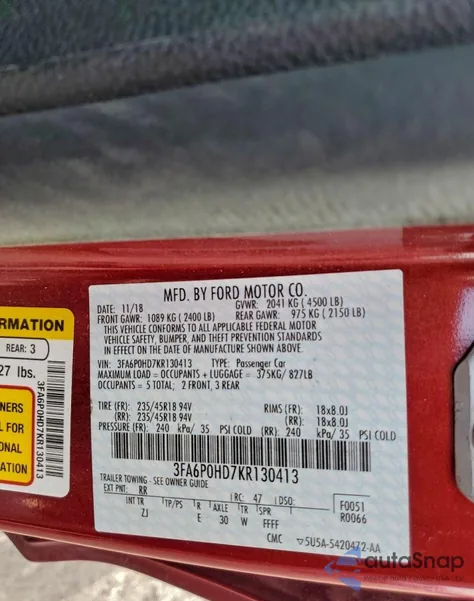 MFD. BY FORD MOTOR CO.
DATE: 11/18 GVWR: 2041 KG ( 4500 LB)
FRONT GAWR: 1089 KG ( 2400 LB) REAR GAWR: 975 KG ( 2150 LB)
THIS VEHICLE CONFORMS TO ALL APPLICABLE FEDERAL MOTOR
VEHICLE SAFETY, BUMPER, AND THEFT PREVENTION STANDARDS
IN EFFECT ON THE DATE OF MANUFACTURE SHOWN ABOVE.
VIN: 3FA6P0HD7KR130413 TYPE: Passenger Car
MAXIMUM LOAD = OCCUPANTS + LUGGAGE = 375KG/ 827LB
OCCUPANTS = 5 TOTAL; 2 FRONT, 3 REAR
TIRE (FR): 235/45R18 94V RIMS (FR): 18x8.0J
(RR): 235/45R18 94V (RR): 18x8.0J
PRESSURE (FR): 240 kPa/ 35 PSI COLD (RR): 240 kPa/ 35 PSI COLD
3FA6P0HD7KR130413
TRAILER TOWING - SEE OWNER GUIDE
EXT PNT: RR RC: 47 DSO: F0051
INT TR TP/PS R AXLE TR SPR R0066
ZJ E 30 W FFFF
CMC 5U5A-5420472-AA
RMATION
REAR: 3
27 lbs.
NERS
L FOR
ONAL
ATION
3FA6P0HD7KR130413
autoSnap